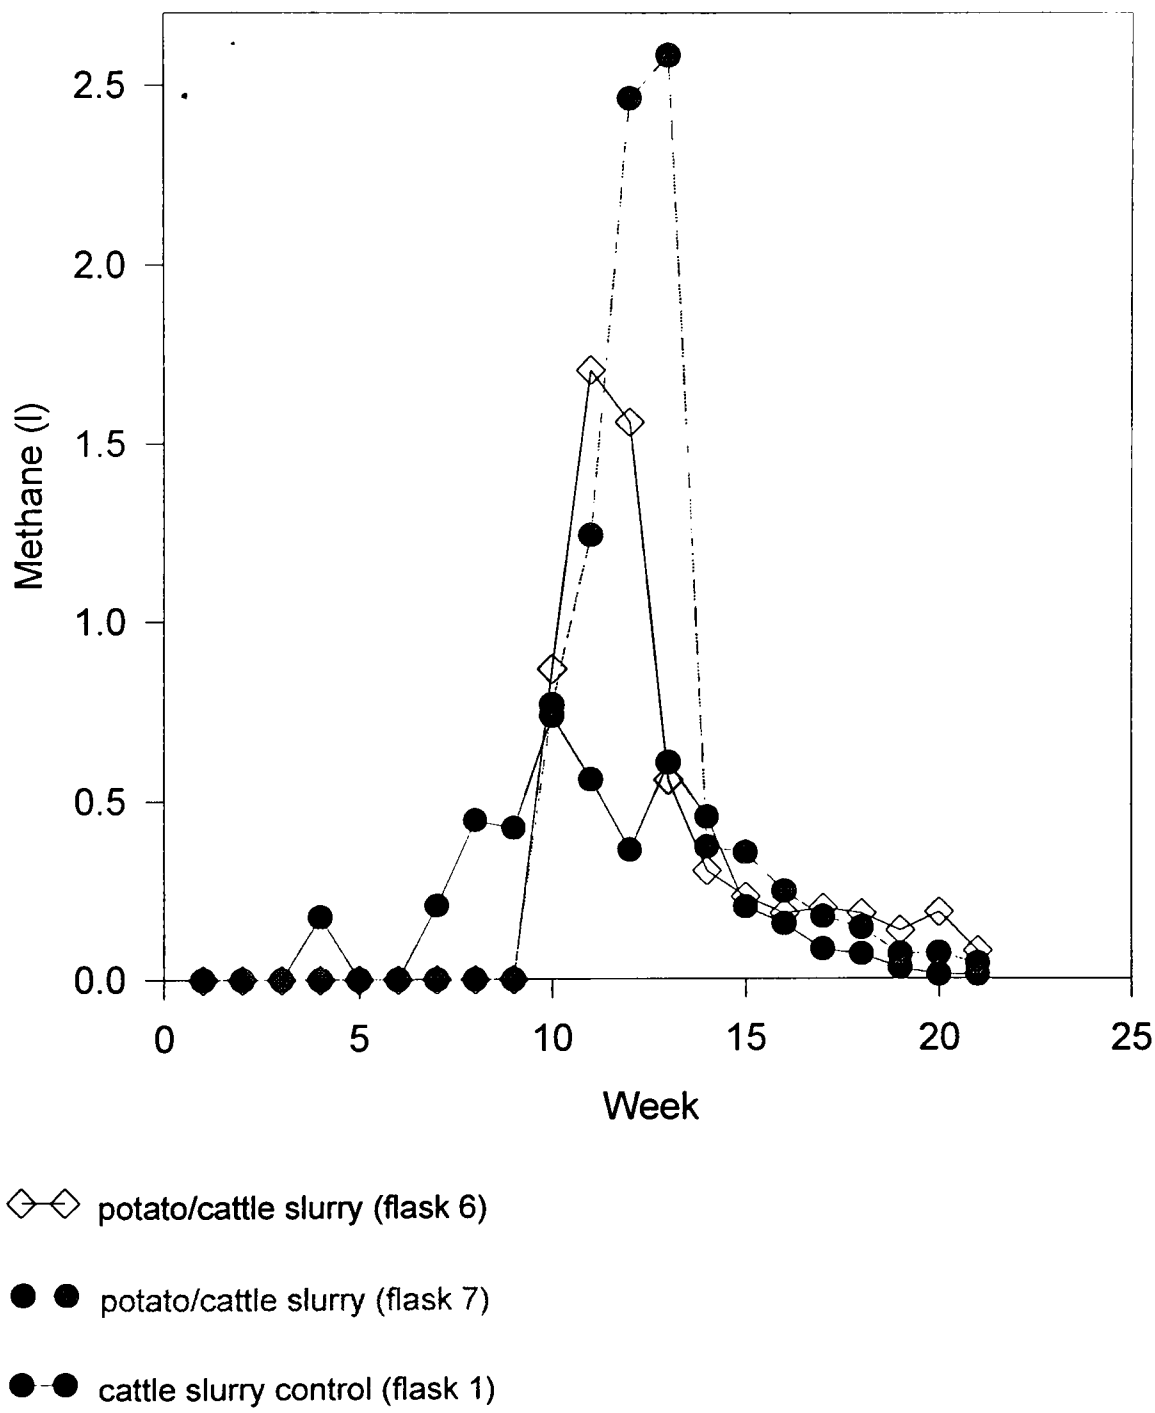 2.5
2.0
1.5
1.0
0.5
0.0
Methane (l)
0 5 10 15 20 25
Week
potato/cattle slurry (flask 6)
potato/cattle slurry (flask 7)
cattle slurry control (flask 1)